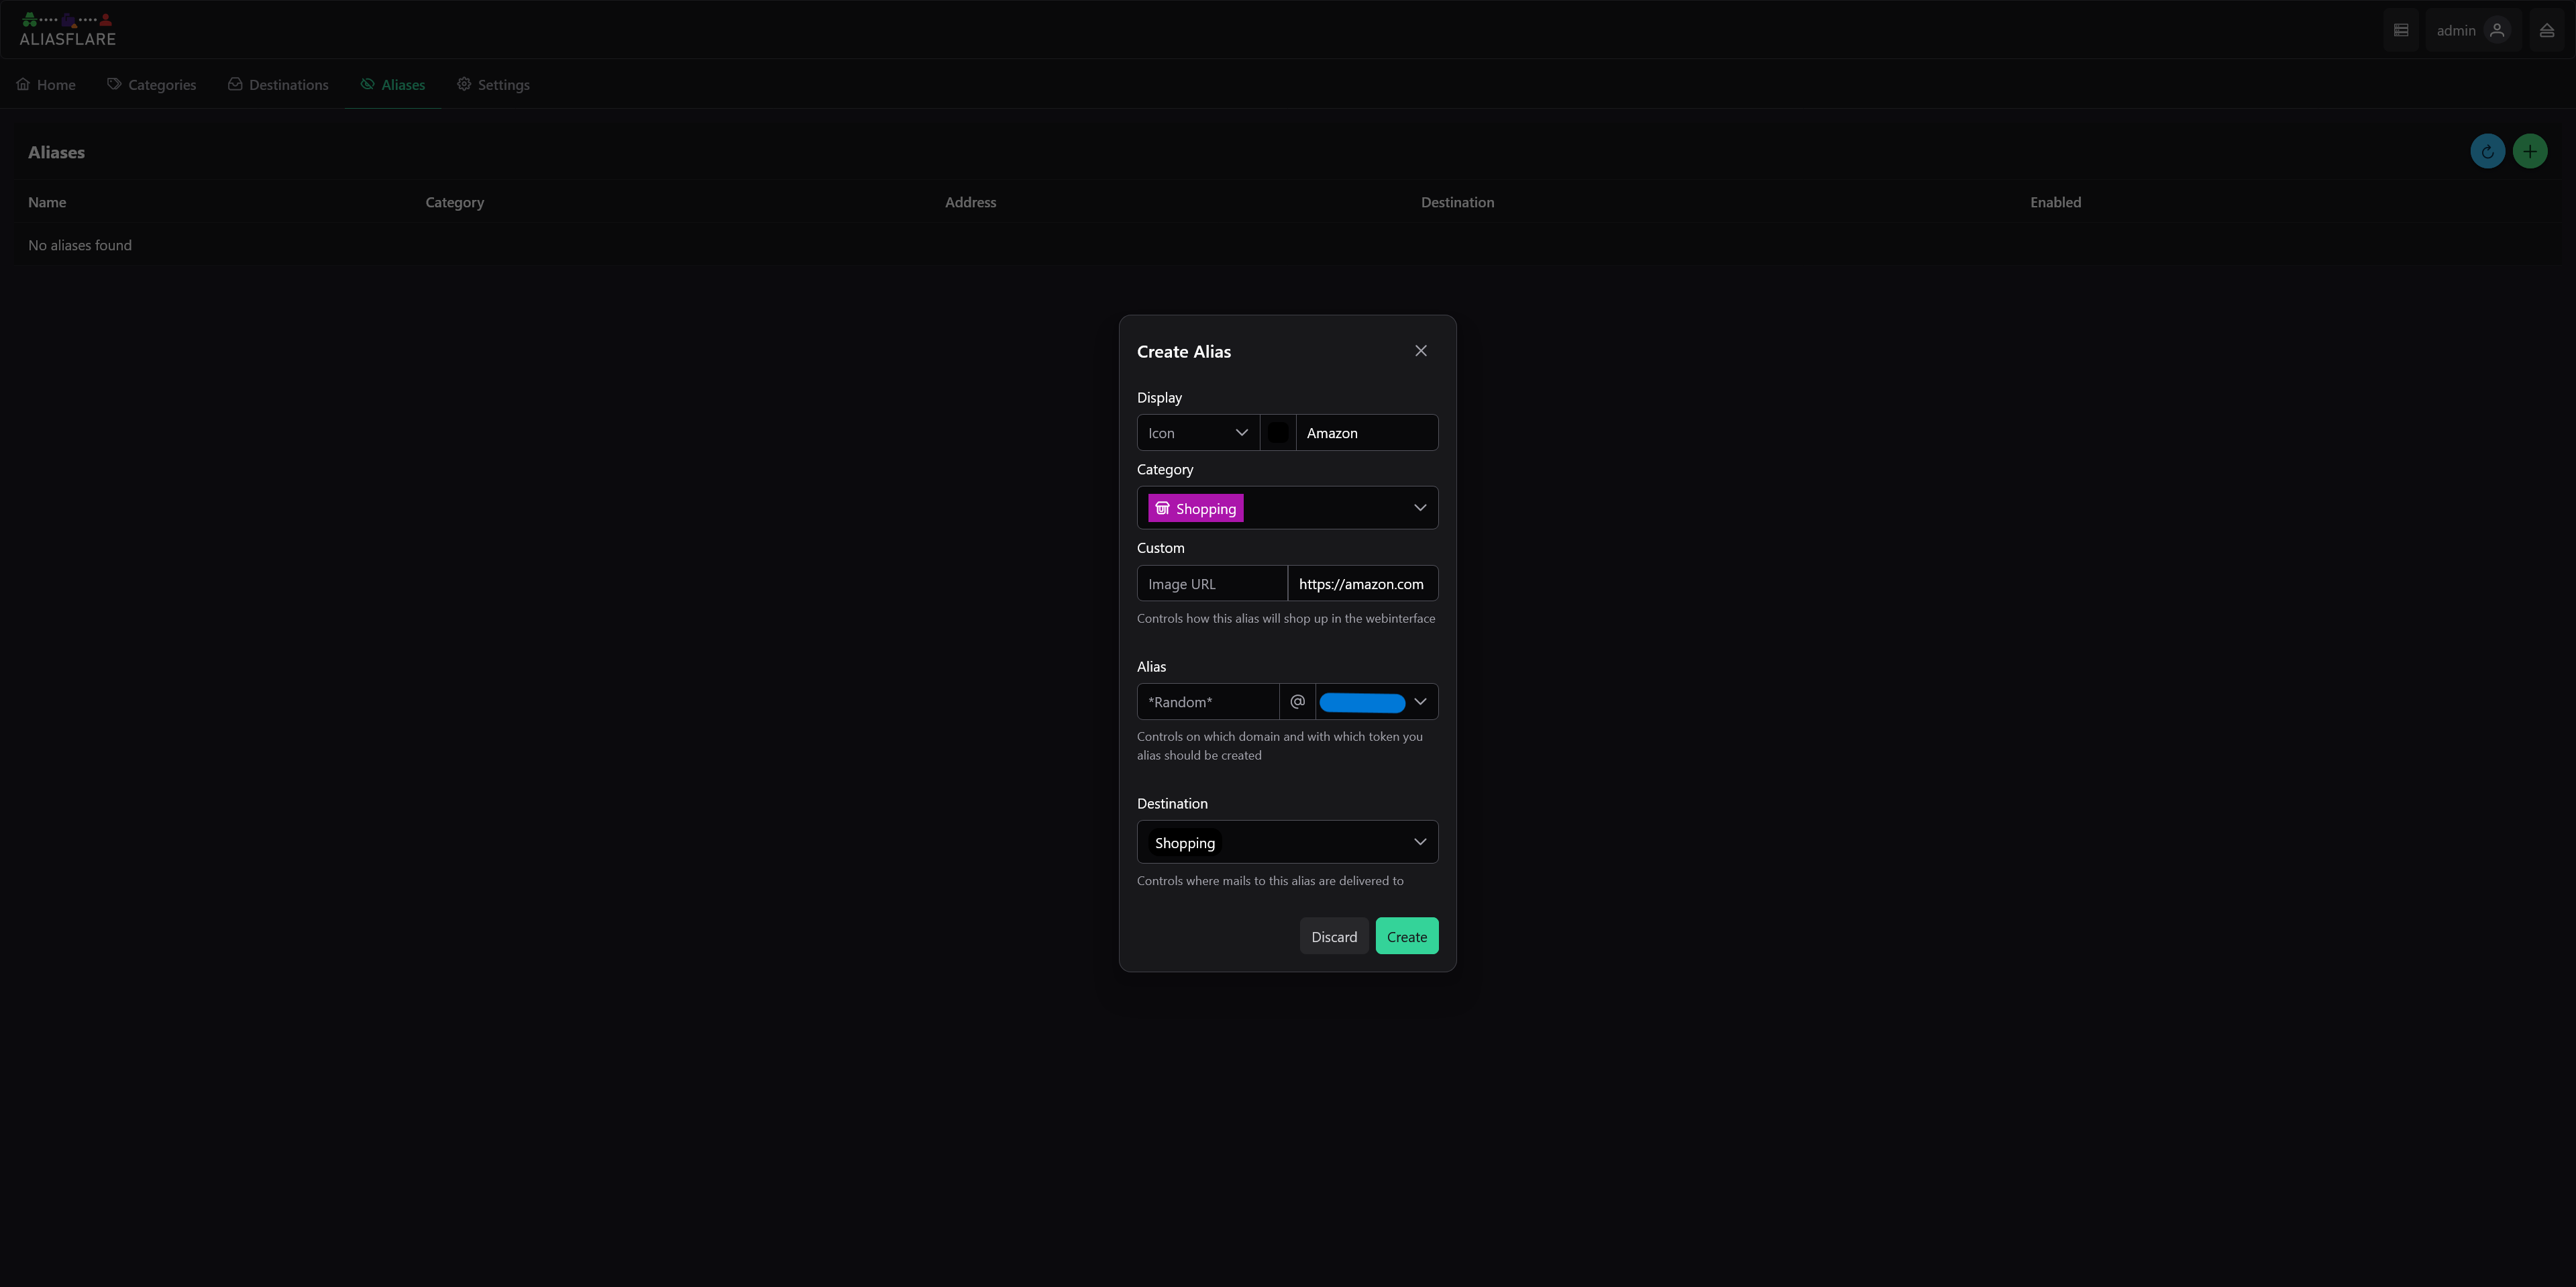 ALIASFLARE
admin
Home Categories Destinations Aliases Settings
Aliases
Name Category Address Destination Enabled
No aliases found
Create Alias
Display
Icon Amazon
Category
Shopping
Custom
Image URL https://amazon.com
Controls how this alias will shop up in the webinterface
Alias
*Random* @
Controls on which domain and with which token you
alias should be created
Destination
Shopping
Controls where mails to this alias are delivered to
Discard Create